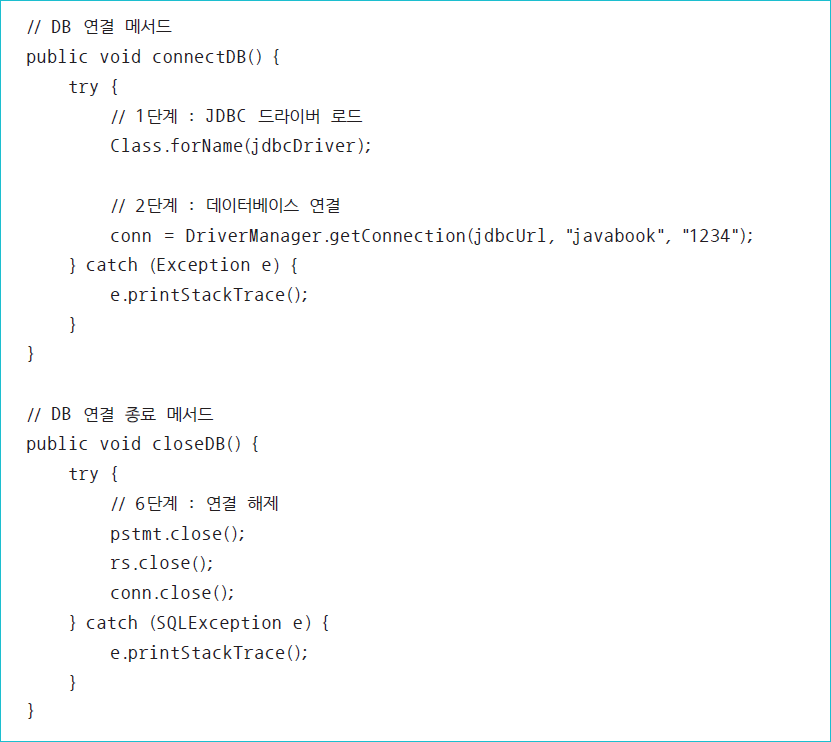 // DB 연결 메서드
public void connectDB() {
    try {
        // 1단계 : JDBC 드라이버 로드
        Class.forName(jdbcDriver);

        // 2단계 : 데이터베이스 연결
        conn = DriverManager.getConnection(jdbcUrl, "javabook", "1234");
    } catch (Exception e) {
        e.printStackTrace();
    }
}

// DB 연결 종료 메서드
public void closeDB() {
    try {
        // 6단계 : 연결 해제
        pstmt.close();
        rs.close();
        conn.close();
    } catch (SQLException e) {
        e.printStackTrace();
    }
}